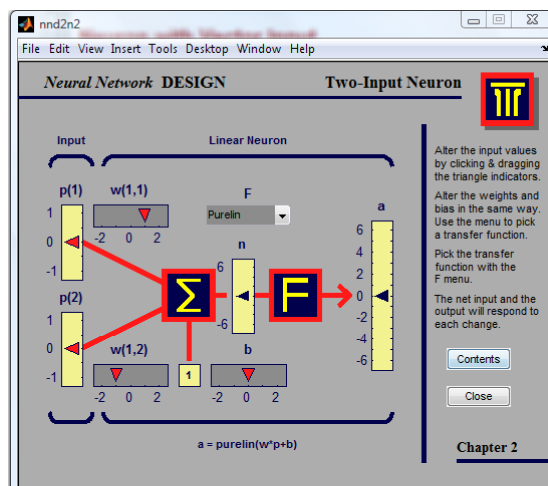 nnd2n2
File Edit View Insert Tools Desktop Window Help
Neural Network DESIGN
Two-Input Neuron
Input
Linear Neuron
p(1)
w(1,1)
F
a
1
0
-1
-2 0 2
Purelin
n
6
-6
6
4
2
0
-2
-4
-6
Σ
F
p(2)
1
0
-1
w(1,2)
1
b
-2 0 2
-2 0 2
a = purelin(w*p+b)
Alter the input values
by clicking & dragging
the triangle indicators.
Alter the weights and
bias in the same way.
Use the menu to pick
a transfer function.
Pick the transfer
function with the
F menu.
The net input and the
output will respond to
each change.
Contents
Close
Chapter 2